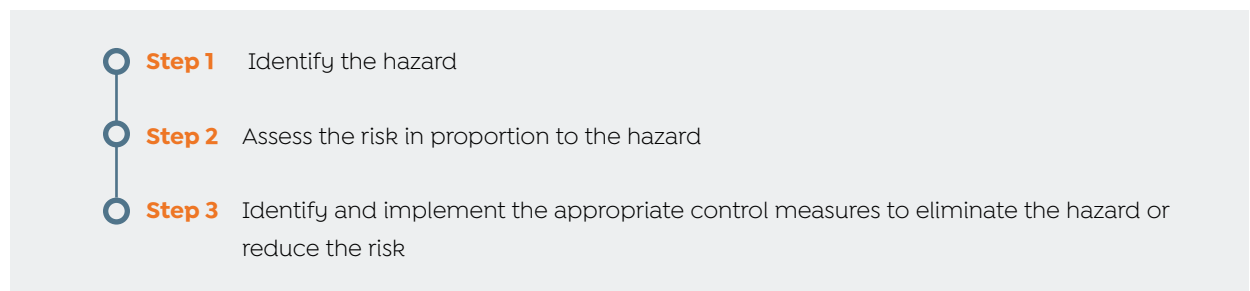 Step 1 Identify the hazard
Step 2 Assess the risk in proportion to the hazard
Step 3 Identify and implement the appropriate control measures to eliminate the hazard or
reduce the risk